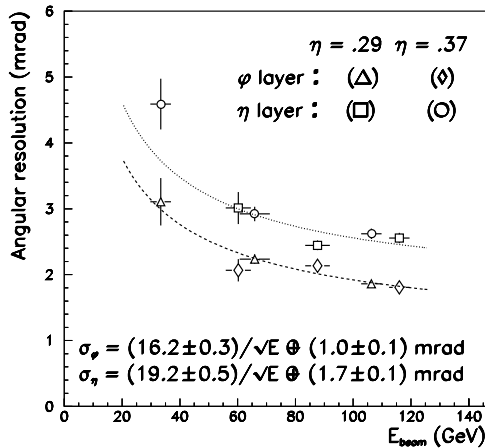 Angular resolution (mrad)
6
5
4
3
2
1
0
η = .29 η = .37
φ layer : (△) (◇)
η layer : (□) (○)
σφ = (16.2±0.3)/√E ⊕ (1.0±0.1) mrad
ση = (19.2±0.5)/√E ⊕ (1.7±0.1) mrad
0 20 40 60 80 100 120 140
Ebeam (GeV)